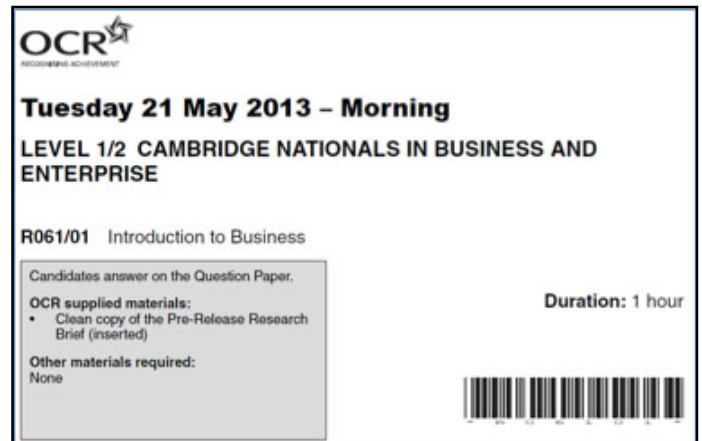 OCR
RECOGNISING ACHIEVEMENT
Tuesday 21 May 2013 – Morning
LEVEL 1/2 CAMBRIDGE NATIONALS IN BUSINESS AND
ENTERPRISE
R061/01 Introduction to Business
Candidates answer on the Question Paper.
OCR supplied materials:
• Clean copy of the Pre-Release Research
Brief (inserted)
Other materials required:
None
Duration: 1 hour